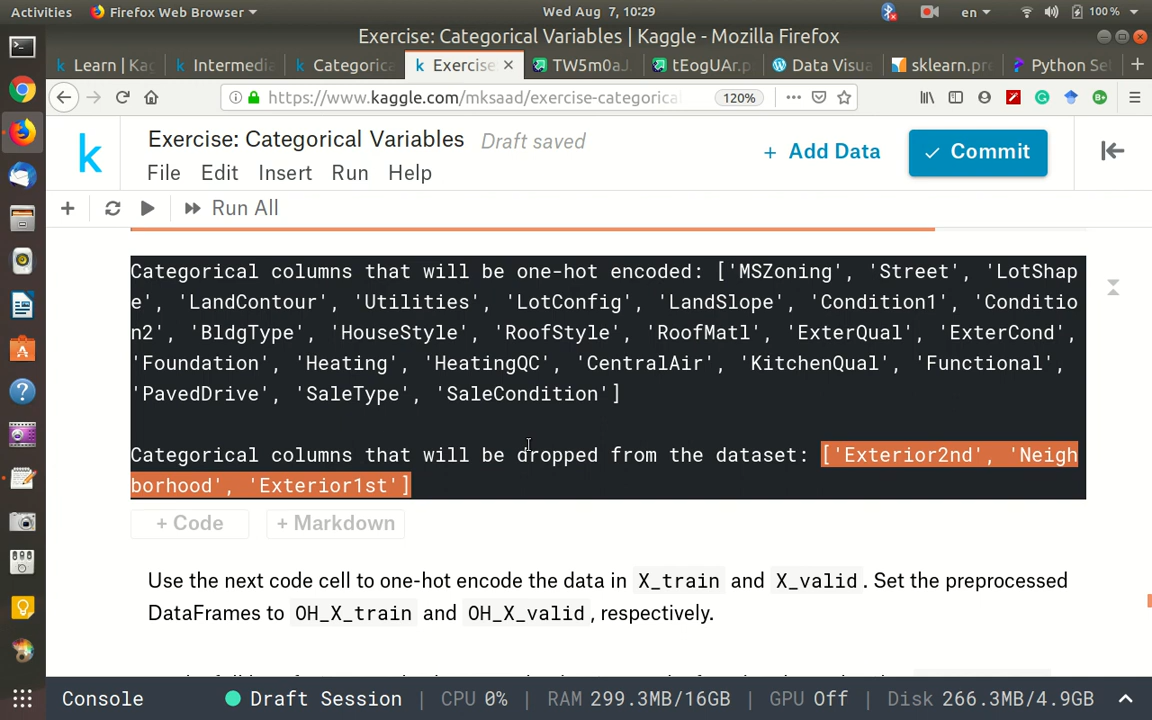 Activities Firefox Web Browser Wed Aug 7, 10:29 en 100 %
Exercise: Categorical Variables | Kaggle - Mozilla Firefox
Learn | Kag Intermedia Categorica Exercise TW5m0aJ. tEogUAr.p Data Visua sklearn.pre Python Se
https://www.kaggle.com/mksaad/exercise-categorica 120%
k Exercise: Categorical Variables Draft saved
File Edit Insert Run Help
+ Add Data Commit
+ Run All
Categorical columns that will be one-hot encoded: ['MSZoning', 'Street', 'LotShap
e', 'LandContour', 'Utilities', 'LotConfig', 'LandSlope', 'Condition1', 'Conditio
n2', 'BldgType', 'HouseStyle', 'RoofStyle', 'RoofMatl', 'ExterQual', 'ExterCond',
'Foundation', 'Heating', 'HeatingQC', 'CentralAir', 'KitchenQual', 'Functional',
'PavedDrive', 'SaleType', 'SaleCondition']
Categorical columns that will be dropped from the dataset: ['Exterior2nd', 'Neigh
borhood', 'Exterior1st']
+ Code + Markdown
Use the next code cell to one-hot encode the data in X_train and X_valid. Set the preprocessed
DataFrames to OH_X_train and OH_X_valid, respectively.
Console Draft Session | CPU 0% | RAM 299.3MB/16GB | GPU Off | Disk 266.3MB/4.9GB